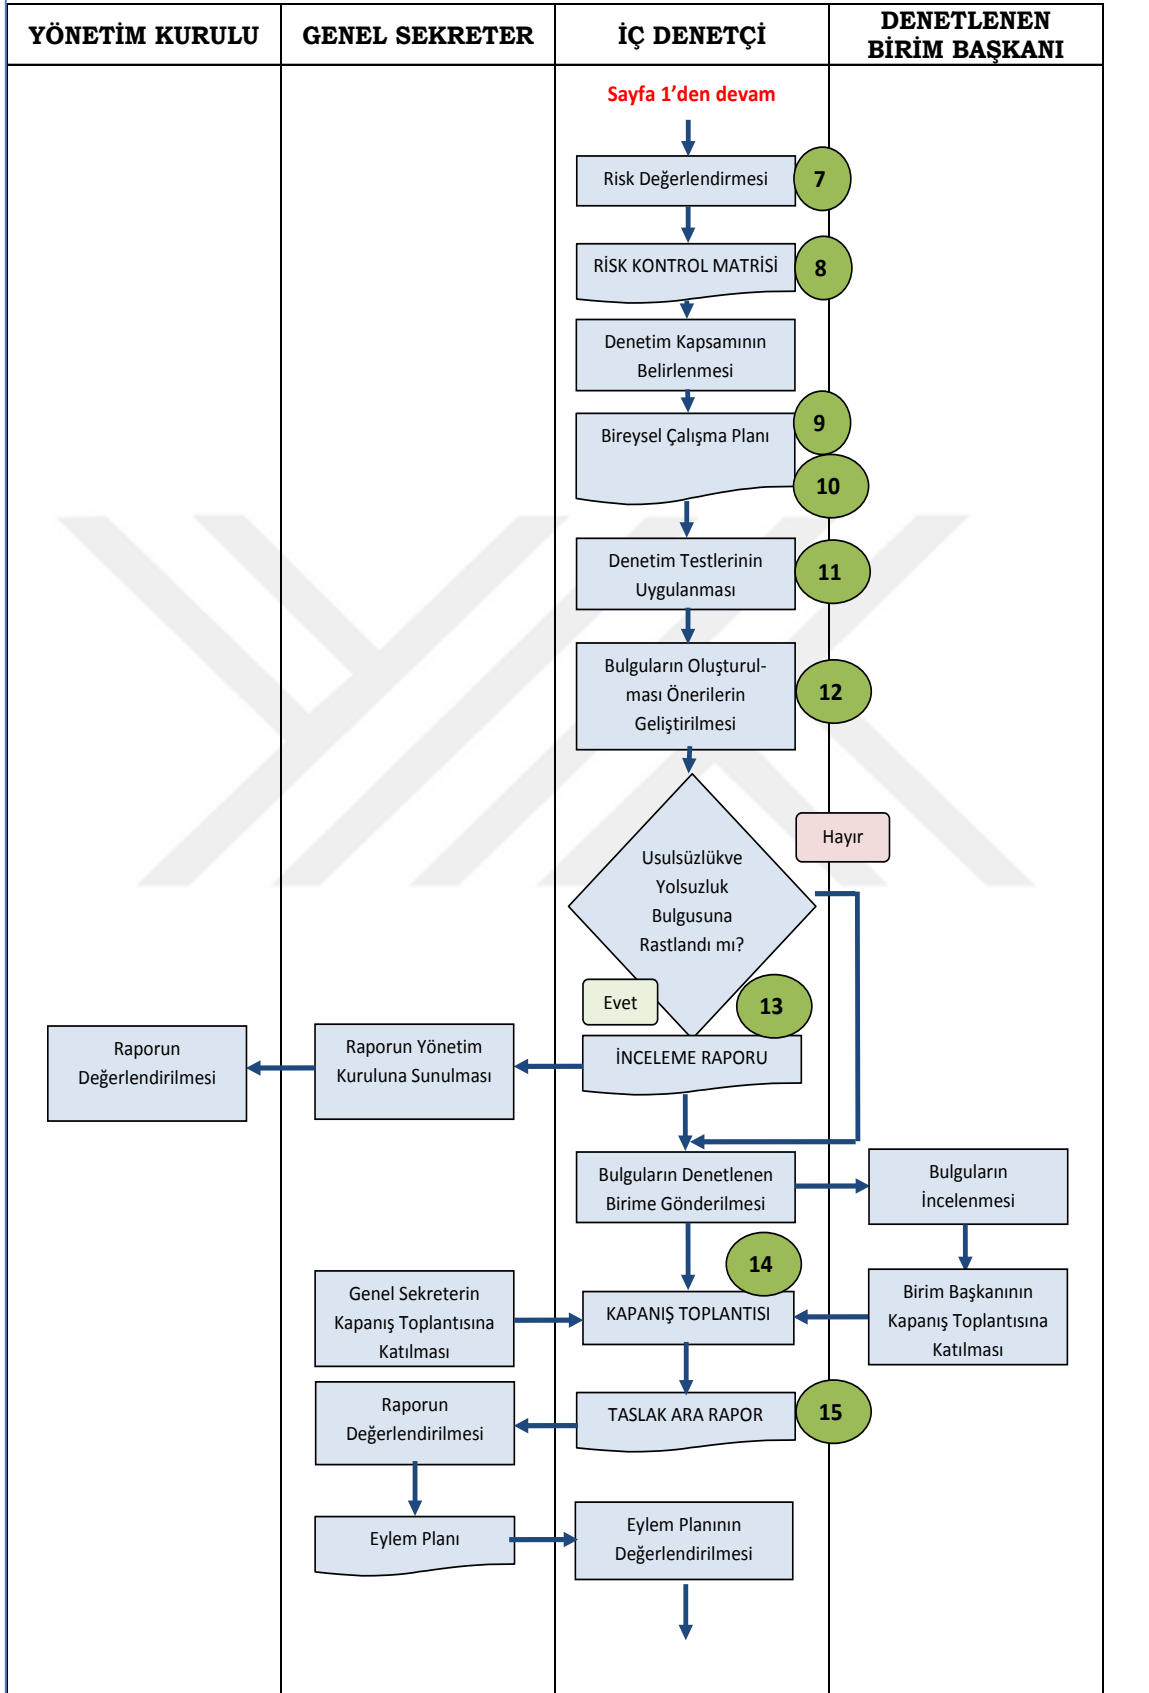 YÖNETİM KURULU
GENEL SEKRETER
İÇ DENETÇİ
DENETLENEN
BİRİM BAŞKANI
Sayfa 1’den devam
Risk Değerlendirmesi
7
RİSK KONTROL MATRİSİ
8
Denetim Kapsamının
Belirlenmesi
Bireysel Çalışma Planı
9
10
Denetim Testlerinin
Uygulanması
11
Bulguların Oluşturul-
ması Önerilerin
Geliştirilmesi
12
Hayır
Usulsüzlükve
Yolsuzluk
Bulgusuna
Rastlandı mı?
Evet
13
Raporun
Değerlendirilmesi
Raporun Yönetim
Kuruluna Sunulması
İNCELEME RAPORU
Bulguların Denetlenen
Birime Gönderilmesi
Bulguların
İncelenmesi
14
Genel Sekreterin
Kapanış Toplantısına
Katılması
KAPANIŞ TOPLANTISI
Birim Başkanının
Kapanış Toplantısına
Katılması
Raporun
Değerlendirilmesi
TASLAK ARA RAPOR
15
Eylem Planı
Eylem Planının
Değerlendirilmesi